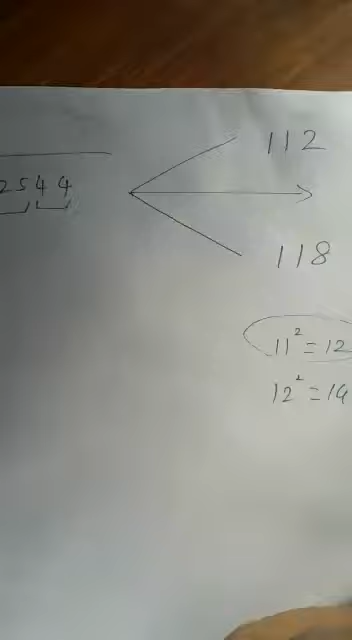 112
2544
118
11² = 12
12² = 14